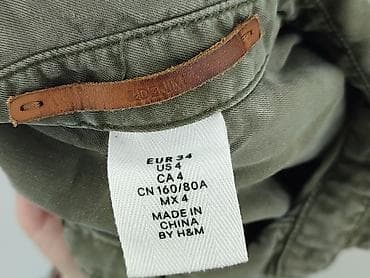 EUR 34
US 4
CA 4
CN 160/80A
MX 4
MADE IN
CHINA
BY H&M